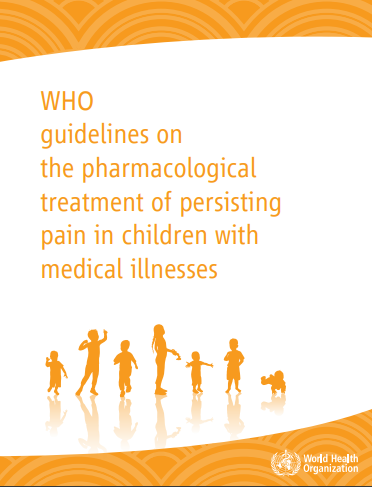 WHO
guidelines on
the pharmacological
treatment of persisting
pain in children with
medical illnesses
World Health
Organization